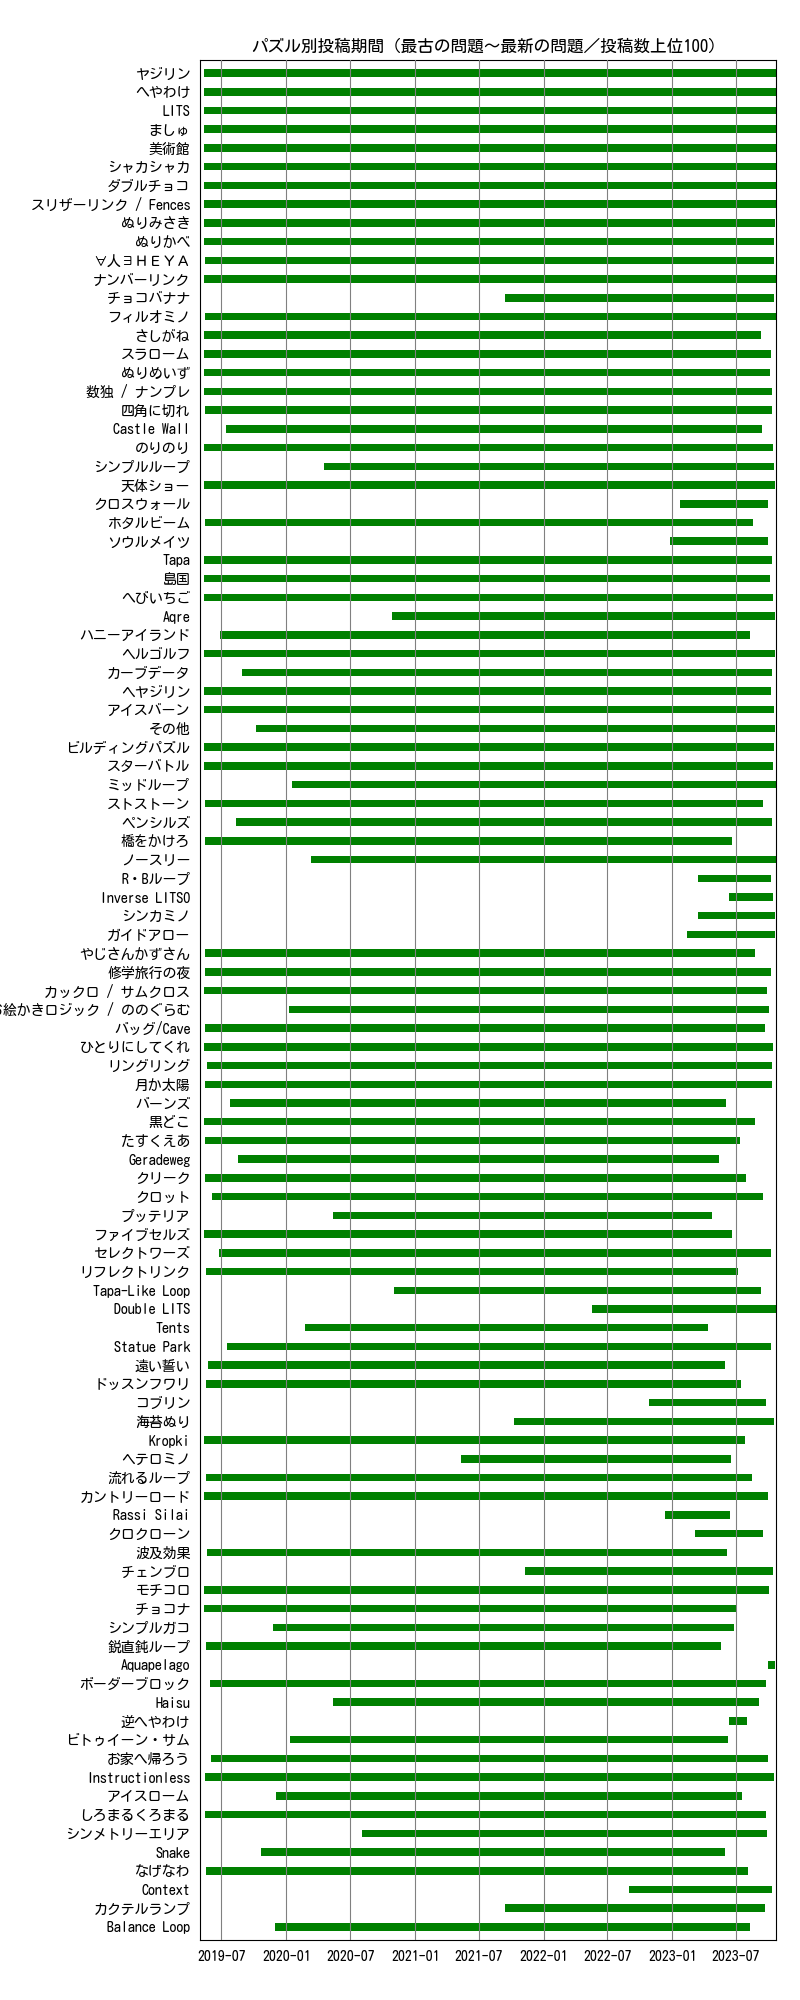 パズル別投稿期間（最古の問題～最新の問題／投稿数上位100）
ヤジリン
へやわけ
LITS
ましゅ
美術館
シャカシャカ
ダブルチョコ
スリザーリンク / Fences
ぬりみさき
ぬりかべ
∀人∃ＨＥＹＡ
ナンバーリンク
チョコバナナ
フィルオミノ
さしがね
スラローム
ぬりめいず
数独 / ナンプレ
四角に切れ
Castle Wall
のりのり
シンプルループ
天体ショー
クロスウォール
ホタルビーム
ソウルメイツ
Tapa
島国
へびいちご
Aqre
ハニーアイランド
ヘルゴルフ
カーブデータ
ヘヤジリン
アイスバーン
その他
ビルディングパズル
スターバトル
ミッドループ
ストストーン
ペンシルズ
橋をかけろ
ノースリー
R・Bループ
Inverse LITSO
シンカミノ
ガイドアロー
やじさんかずさん
修学旅行の夜
カックロ / サムクロス
絵かきロジック / ののぐらむ
バッグ/Cave
ひとりにしてくれ
リングリング
月か太陽
バーンズ
黒どこ
たすくえあ
Geradeweg
クリーク
クロット
プッテリア
ファイブセルズ
セレクトワーズ
リフレクトリンク
Tapa-Like Loop
Double LITS
Tents
Statue Park
遠い誓い
ドッスンフワリ
コブリン
海苔ぬり
Kropki
ヘテロミノ
流れるループ
カントリーロード
Rassi Silai
クロクローン
波及効果
チェンブロ
モチコロ
チョコナ
シンプルガコ
鋭直鈍ループ
Aquapelago
ボーダーブロック
Haisu
逆へやわけ
ビトゥイーン・サム
お家へ帰ろう
Instructionless
アイスローム
しろまるくろまる
シンメトリーエリア
Snake
なげなわ
Context
カクテルランプ
Balance Loop
2019-07 2020-01 2020-07 2021-01 2021-07 2022-01 2022-07 2023-01 2023-07